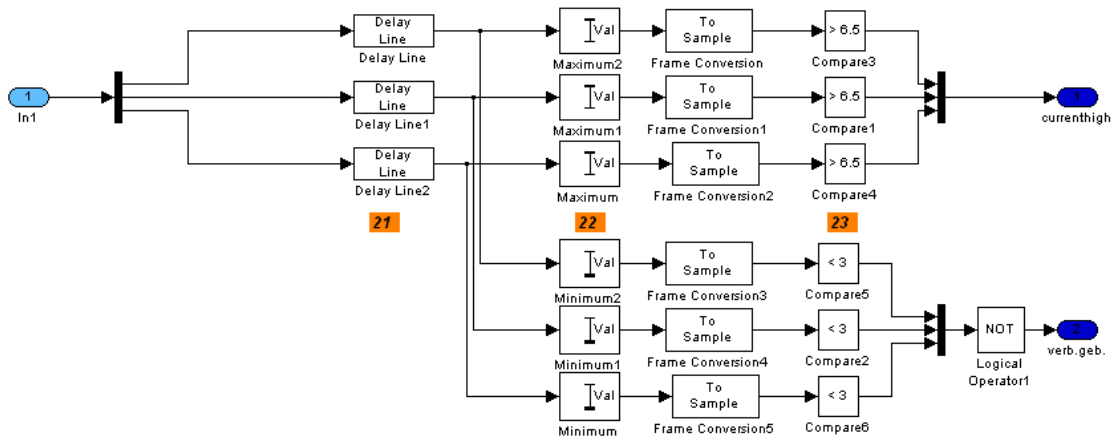 Delay
Line
Delay Line
Val
Maximum2
To
Sample
Frame Conversion
> 6.5
Compare3
1
In1
Delay
Line
Delay Line1
Val
Maximum1
To
Sample
Frame Conversion1
> 6.5
Compare1
1
currenthigh
Delay
Line
Delay Line2
Val
Maximum
To
Sample
Frame Conversion2
> 6.5
Compare4
21
22
23
Val
Minimum2
To
Sample
Frame Conversion3
< 3
Compare5
Val
Minimum1
To
Sample
Frame Conversion4
< 3
Compare2
NOT
Logical
Operator1
2
verb.geb.
Val
Minimum
To
Sample
Frame Conversion5
< 3
Compare6